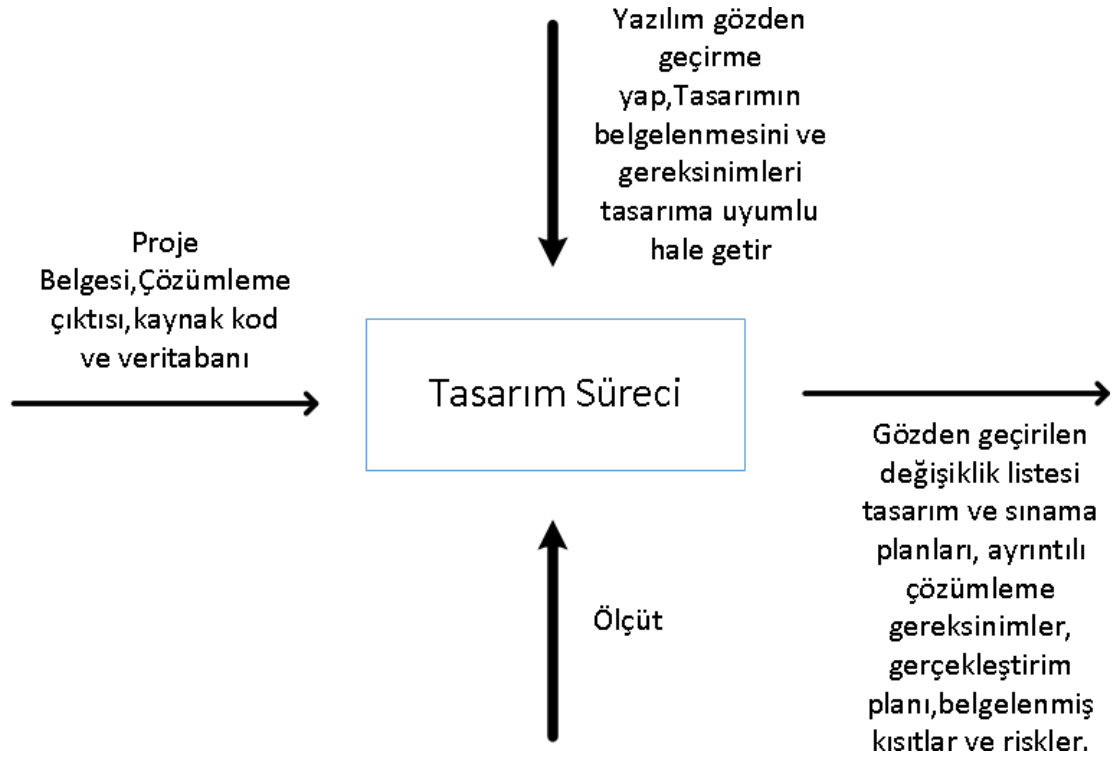 Yazılım gözden
geçirme
yap,Tasarımın
belgelenmesini ve
gereksinimleri
tasarıma uyumlu
hale getir
Proje
Belgesi,Çözümleme
çıktısı,kaynak kod
ve veritabanı
Tasarım Süreci
Gözden geçirilen
değişiklik listesi
tasarım ve sınama
planları, ayrıntılı
çözümleme
gereksinimler,
gerçekleştirim
planı,belgelenmiş
kısıtlar ve riskler.
Ölçüt